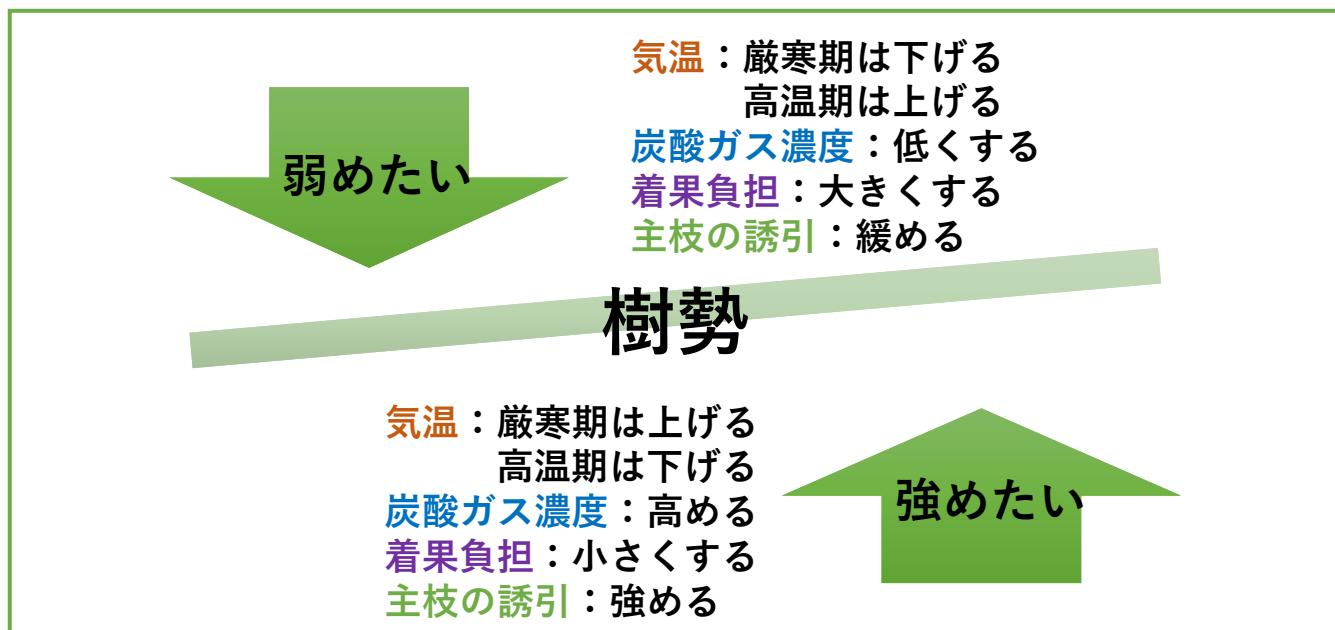 気温：厳寒期は下げる
高温期は上げる
炭酸ガス濃度：低くする
着果負担：大きくする
主枝の誘引：緩める
弱めたい
樹勢
気温：厳寒期は上げる
高温期は下げる
炭酸ガス濃度：高める
着果負担：小さくする
主枝の誘引：強める
強めたい